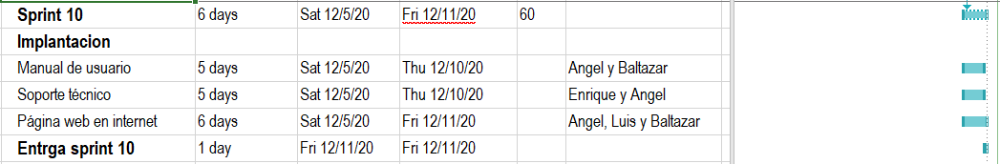 Sprint 10 6 days Sat 12/5/20 Fri 12/11/20 60
Implantacion
Manual de usuario 5 days Sat 12/5/20 Thu 12/10/20 Angel y Baltazar
Soporte técnico 5 days Sat 12/5/20 Thu 12/10/20 Enrique y Angel
Página web en internet 6 days Sat 12/5/20 Fri 12/11/20 Angel, Luis y Baltazar
Entrga sprint 10 1 day Fri 12/11/20 Fri 12/11/20